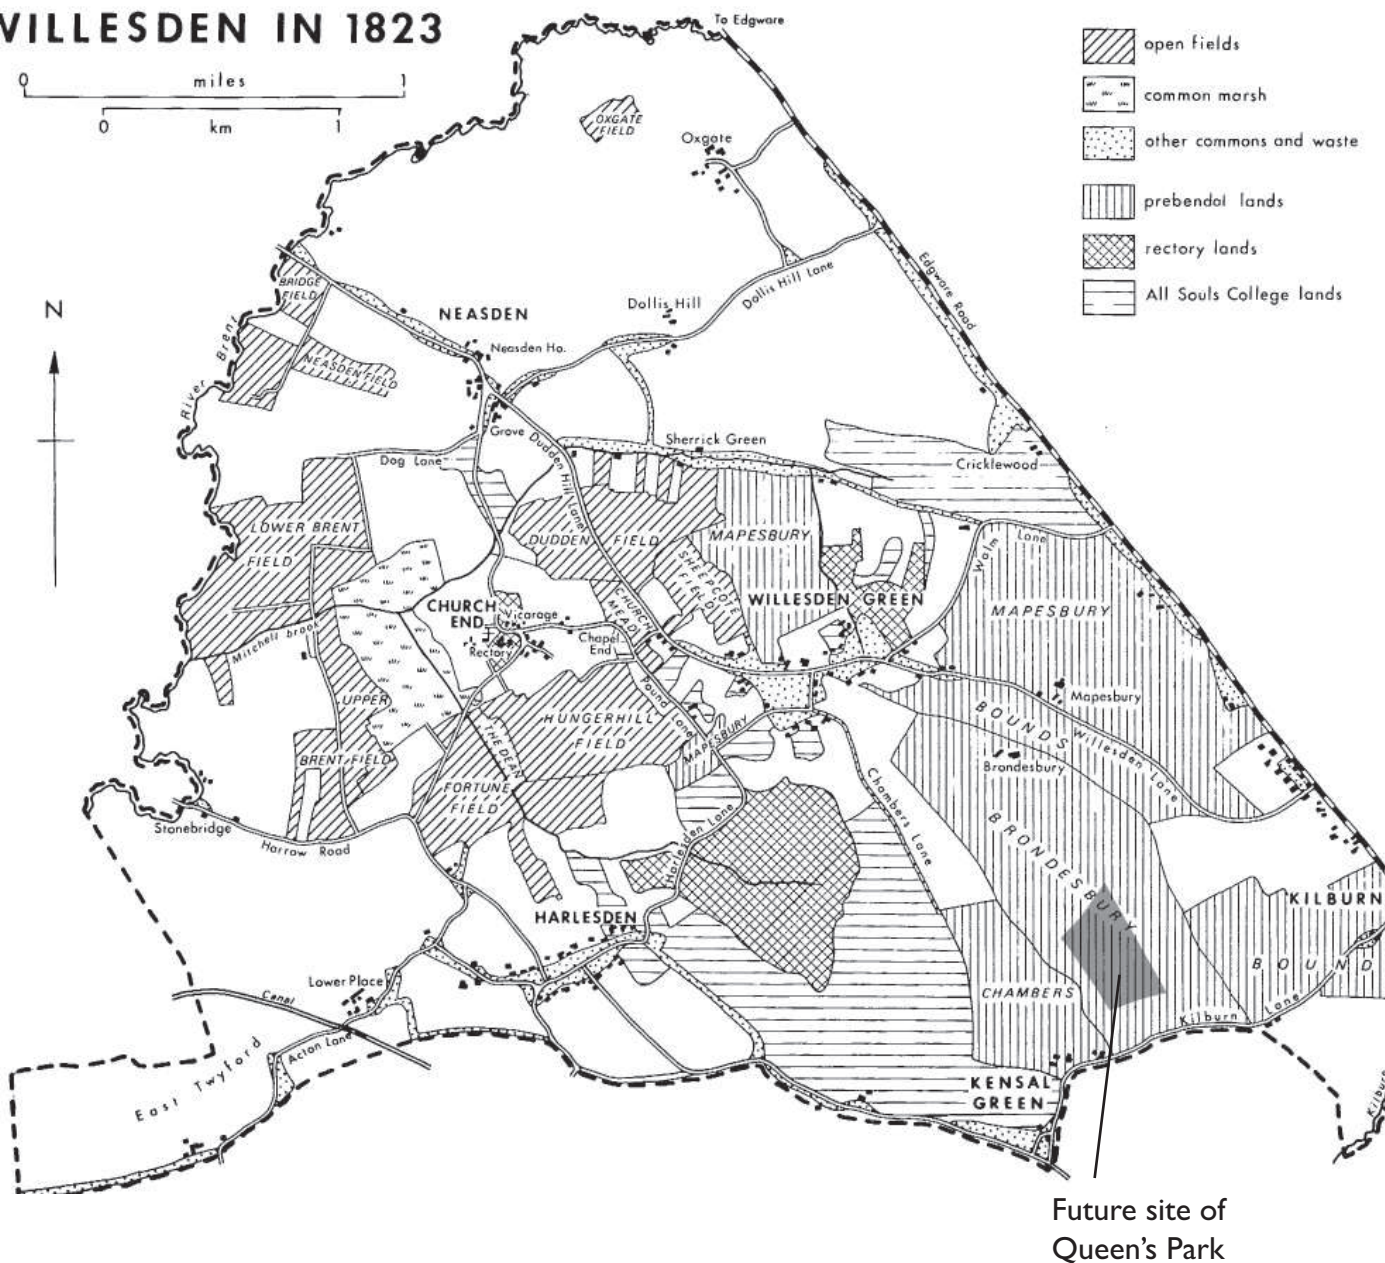 WILLESDEN IN 1823
0 miles 1
0 km 1
To Edgware
open fields
common marsh
other commons and waste
prebendal lands
rectory lands
All Souls College lands
N
OXGATE
FIELD
Oxgate
Edgware Road
BRIDGE
FIELD
NEASDEN
Dollis Hill
Dollis Hill Lane
Neasden Ho.
River Brent
NEASDEN FIELD
Grove
Dudden Hill Lane
Sherrick Green
Dog Lane
Cricklewood
LOWER BRENT
FIELD
DUDDEN FIELD
MAPESBURY
Walm Lane
SHEEPCOTE
FIELD
CHURCH
MEAD
WILLESDEN GREEN
MAPESBURY
CHURCH
END
Vicarage
Rectory
Chapel
End
Mitchell brook
UPPER
BRENT FIELD
THE DEAN
HUNGERHILL
FIELD
Pound Lane
MAPESBURY
Mapesbury
BOUNDS
Willesden Lane
Brondesbury
FORTUNE
FIELD
Chambers Lane
Stonebridge
Harrow Road
Harlesden Lane
BRONDESBURY
HARLESDEN
KILBURN
BOUND
Lower Place
Canal
CHAMBERS
Kilburn Lane
Acton Lane
East Twyford
KENSAL
GREEN
Kilburn
Future site of
Queen's Park